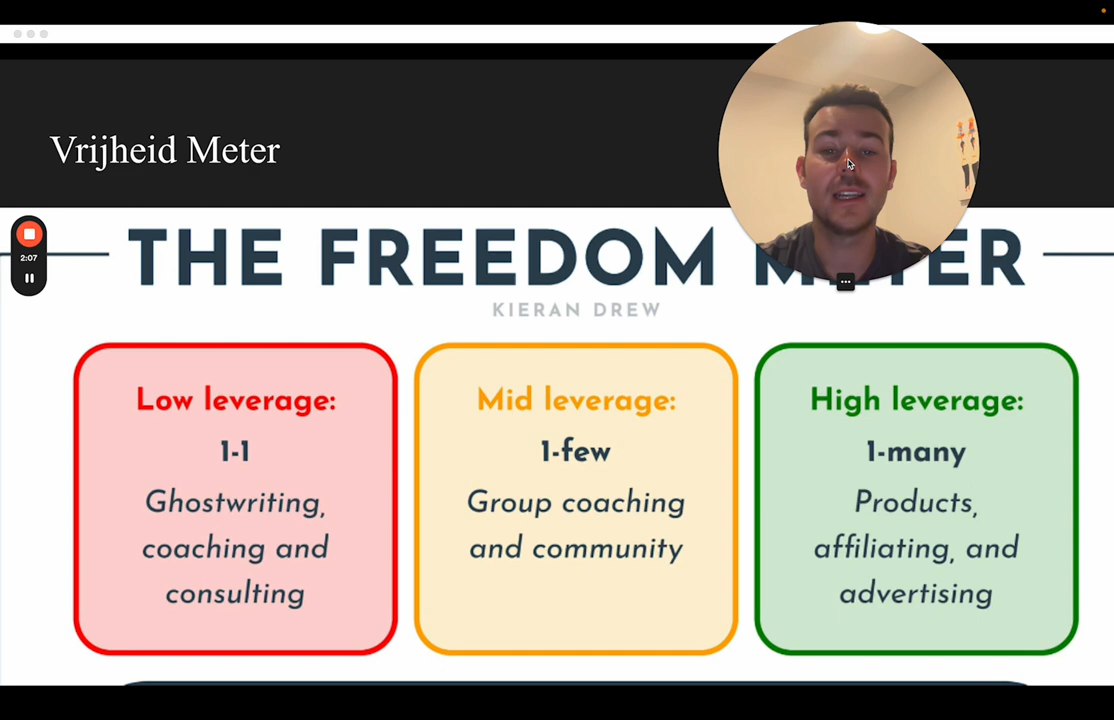 Vrijheid Meter
2:07
THE FREEDOM METER
KIERAN DREW
Low leverage:
1-1
Ghostwriting,
coaching and
consulting
Mid leverage:
1-few
Group coaching
and community
High leverage:
1-many
Products,
affiliating, and
advertising